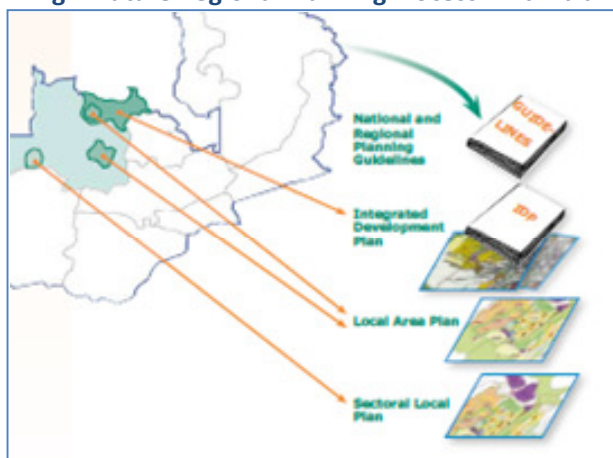 National and
Regional
Planning
Guidelines
GUIDE-
LINES
Integrated
Development
Plan
IDP
Local Area Plan
Sectoral Local
Plan